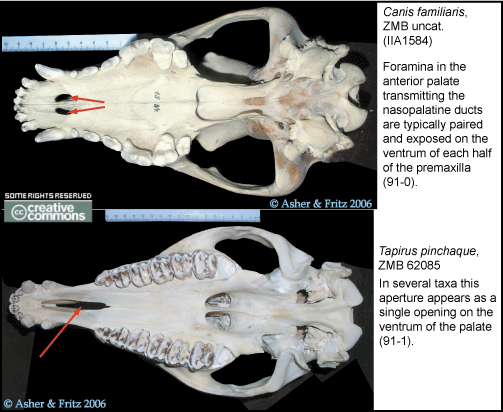 Canis familiaris,
ZMB uncat.
(IIA1584)
Foramina in the
anterior palate
transmitting the
nasopalatine ducts
are typically paired
and exposed on the
ventrum of each half
of the premaxilla
(91-0).
SOME RIGHTS RESERVED
cc creative
commons
© Asher & Fritz 2006
Tapirus pinchaque,
ZMB 62085
In several taxa this
aperture appears as a
single opening on the
ventrum of the palate
(91-1).
© Asher & Fritz 2006